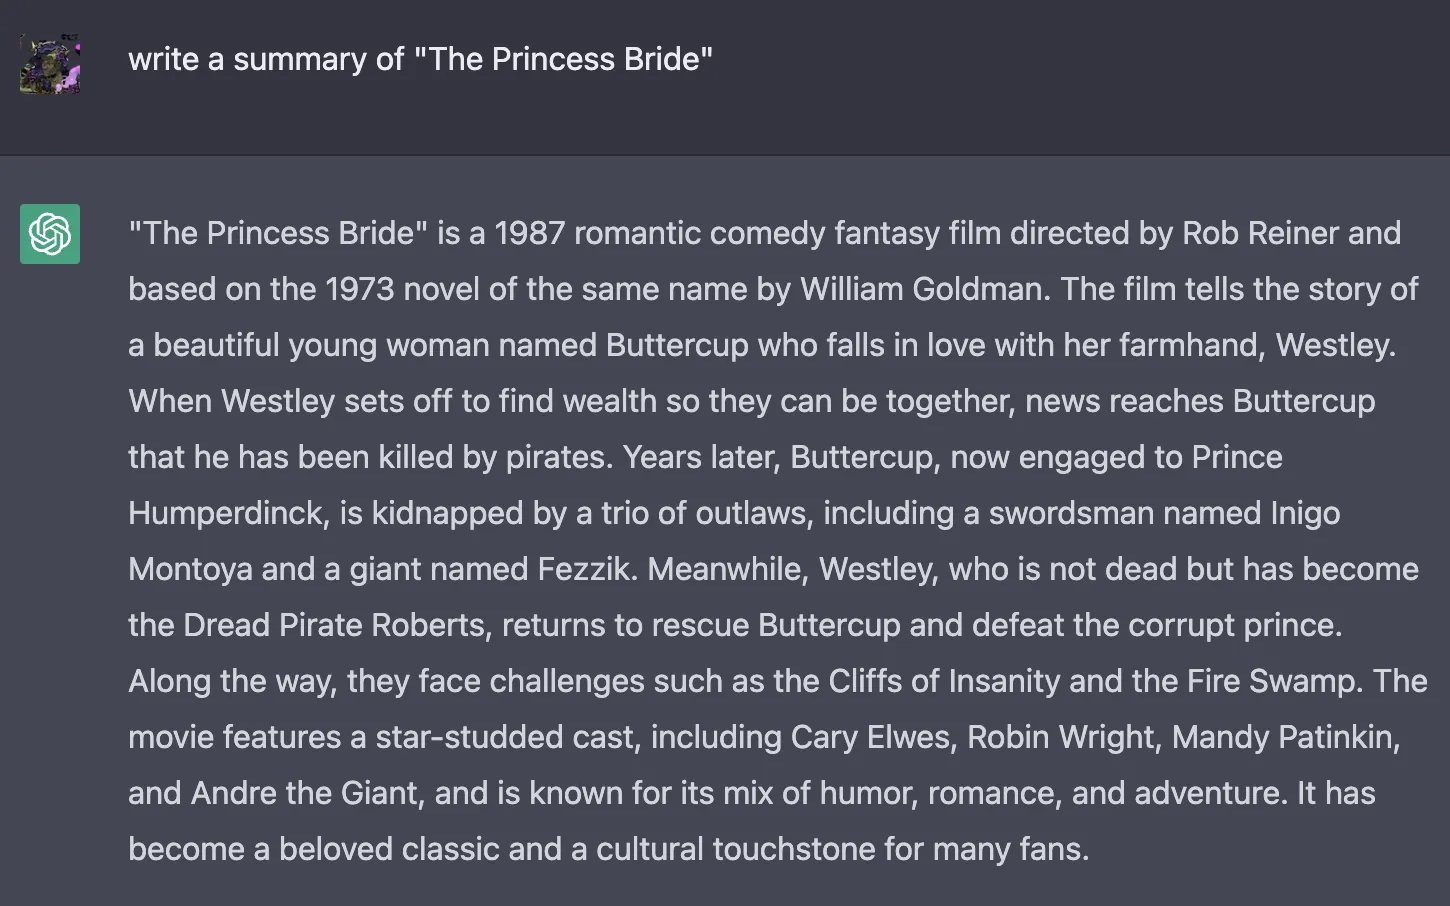 write a summary of "The Princess Bride"
"The Princess Bride" is a 1987 romantic comedy fantasy film directed by Rob Reiner and
based on the 1973 novel of the same name by William Goldman. The film tells the story of
a beautiful young woman named Buttercup who falls in love with her farmhand, Westley.
When Westley sets off to find wealth so they can be together, news reaches Buttercup
that he has been killed by pirates. Years later, Buttercup, now engaged to Prince
Humperdinck, is kidnapped by a trio of outlaws, including a swordsman named Inigo
Montoya and a giant named Fezzik. Meanwhile, Westley, who is not dead but has become
the Dread Pirate Roberts, returns to rescue Buttercup and defeat the corrupt prince.
Along the way, they face challenges such as the Cliffs of Insanity and the Fire Swamp. The
movie features a star-studded cast, including Cary Elwes, Robin Wright, Mandy Patinkin,
and Andre the Giant, and is known for its mix of humor, romance, and adventure. It has
become a beloved classic and a cultural touchstone for many fans.